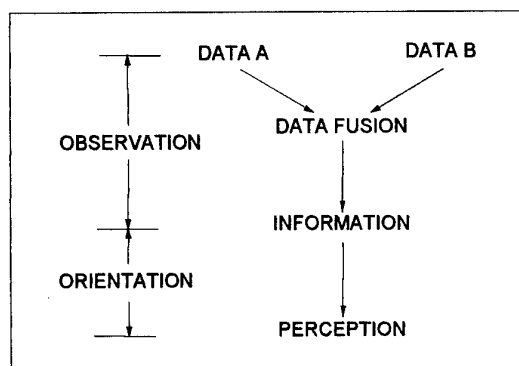 DATA A DATA B
DATA FUSION
OBSERVATION
INFORMATION
ORIENTATION
PERCEPTION